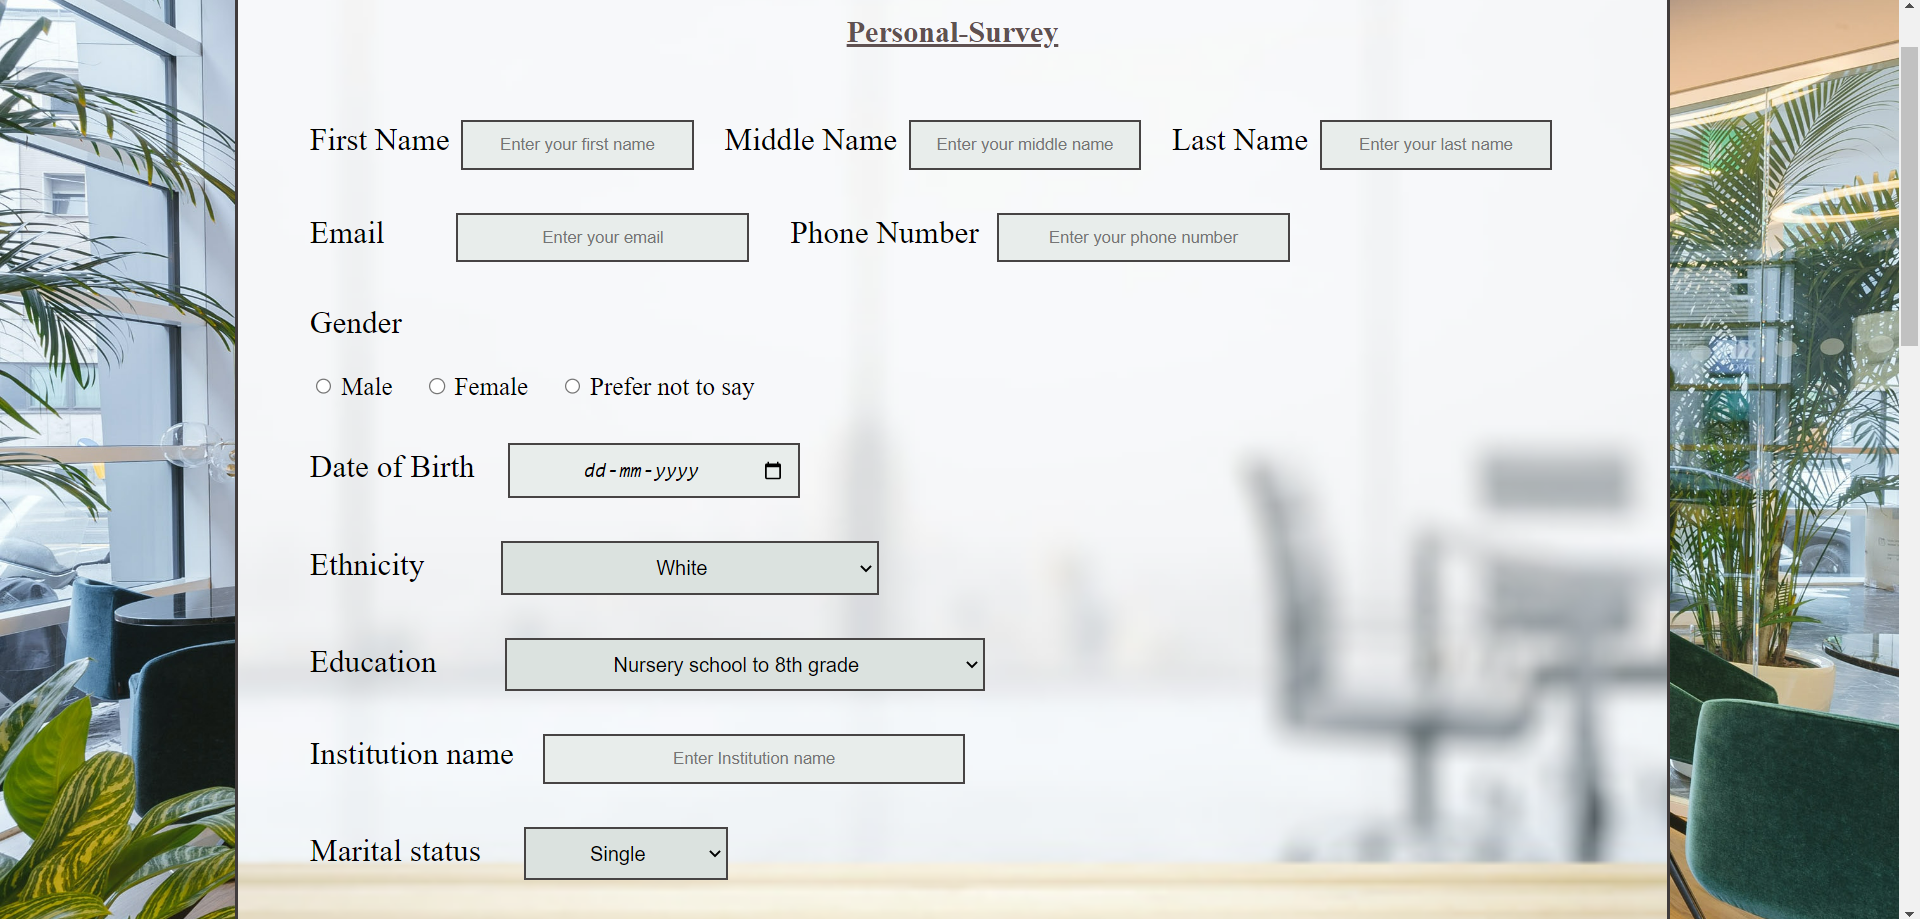 Personal-Survey
First Name Enter your first name Middle Name Enter your middle name Last Name Enter your last name
Email Enter your email Phone Number Enter your phone number
Gender
Male Female Prefer not to say
Date of Birth dd-mm-yyyy
Ethnicity White
Education Nursery school to 8th grade
Institution name Enter Institution name
Marital status Single